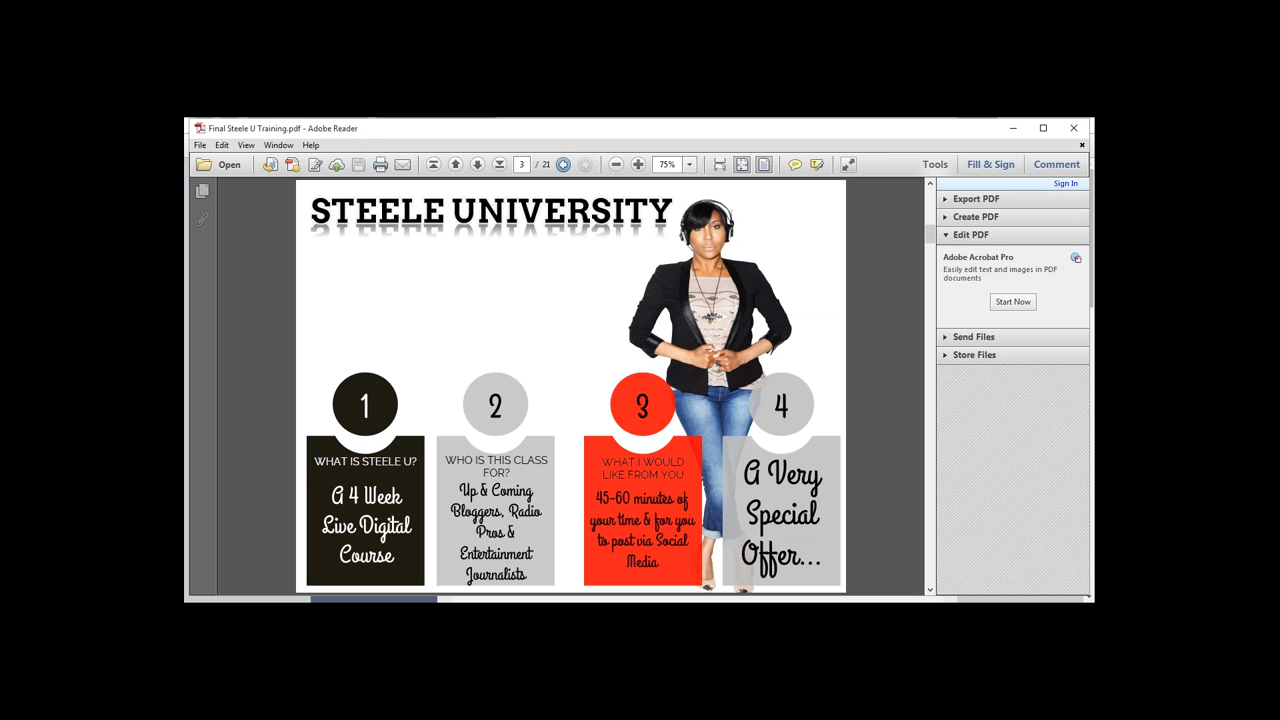 Final Steele U Training.pdf - Adobe Reader
File Edit View Window Help
Open 3 / 21 75% Tools Fill & Sign Comment
Sign In
Export PDF
Create PDF
Edit PDF
Adobe Acrobat Pro
Easily edit text and images in PDF
documents
Start Now
Send Files
Store Files
STEELE UNIVERSITY
1
WHAT IS STEELE U?
A 4 Week
Live Digital
Course
2
WHO IS THIS CLASS
FOR?
Up & Coming
Bloggers, Radio
Pros &
Entertainment
Journalists
3
WHAT I WOULD
LIKE FROM YOU
45-60 minutes of
your time & for you
to post via Social
Media
4
A Very
Special
Offer...